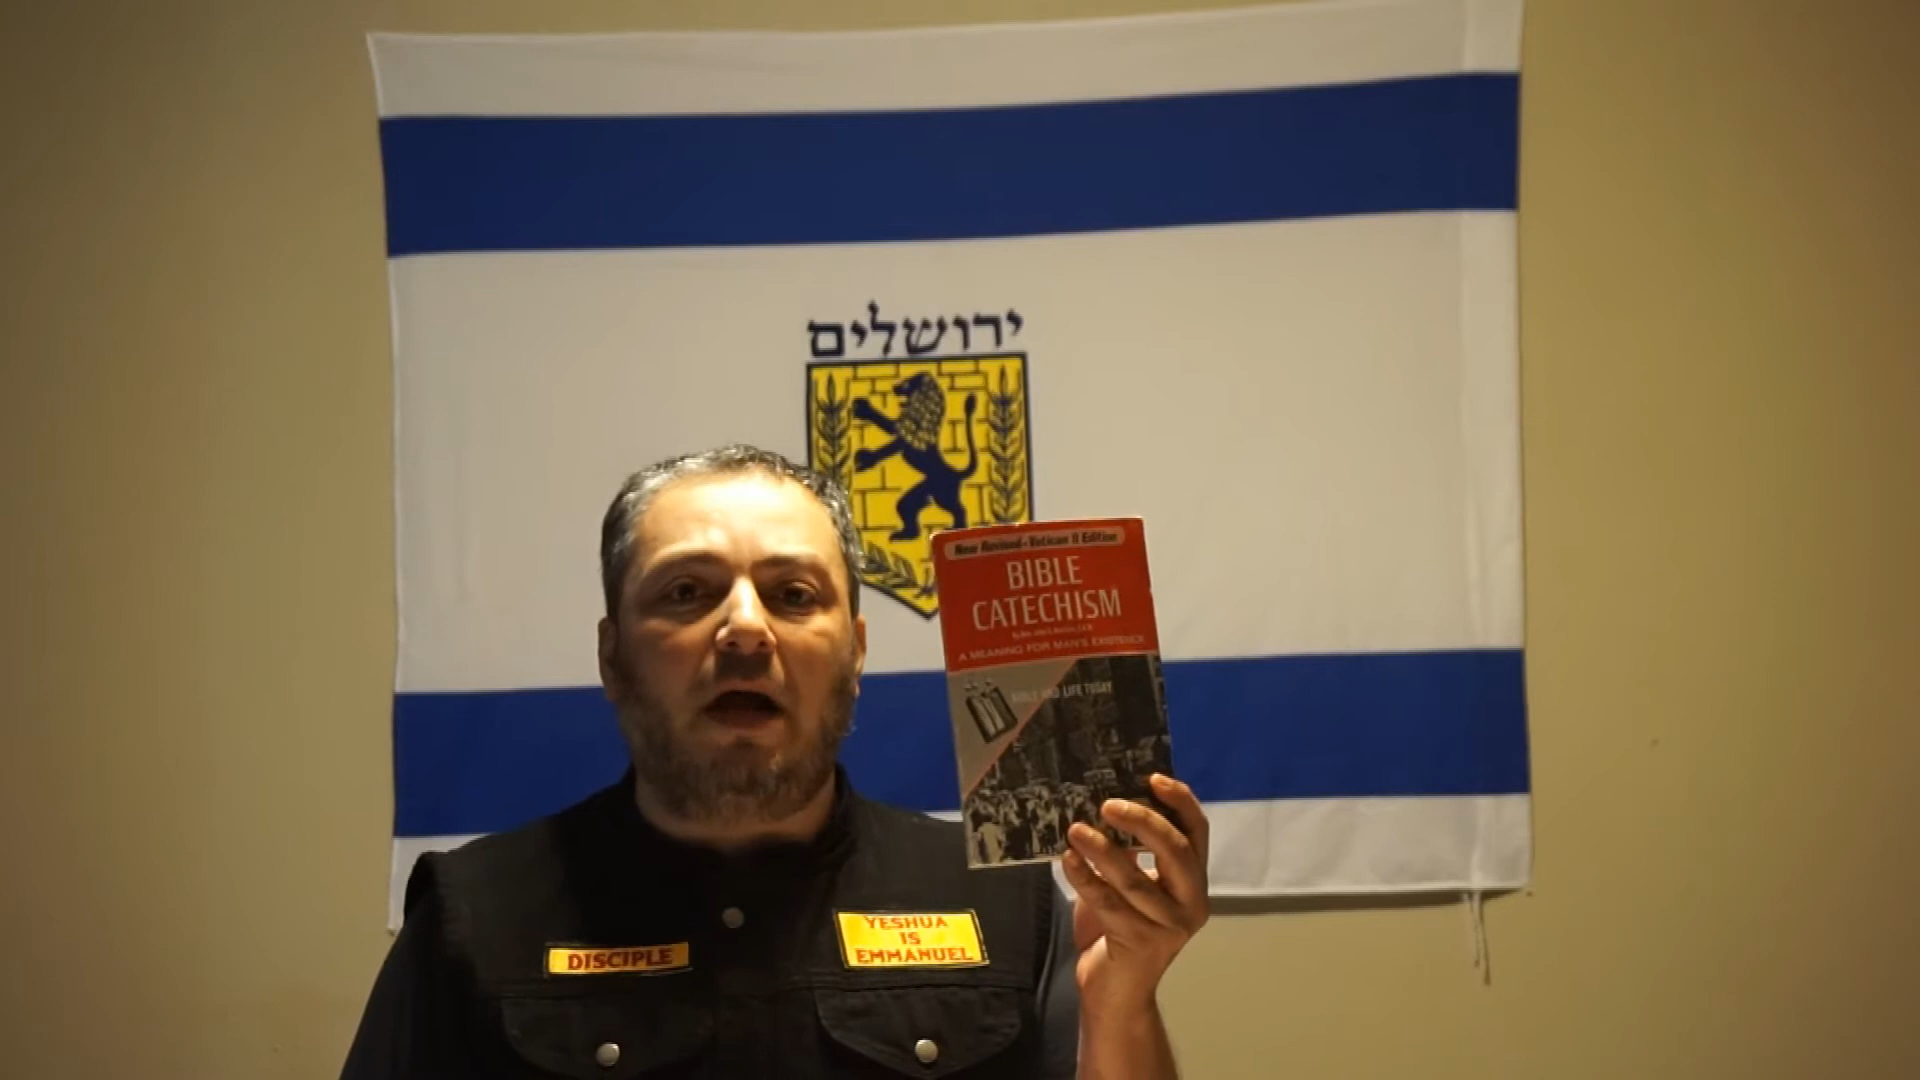 ירושלים
New Revised - Vatican II Edition
BIBLE
CATECHISM
A MEANING FOR MAN'S EXISTENCE
BIBLE AND LIFE TODAY
DISCIPLE
YESHUA
IS
EMMANUEL